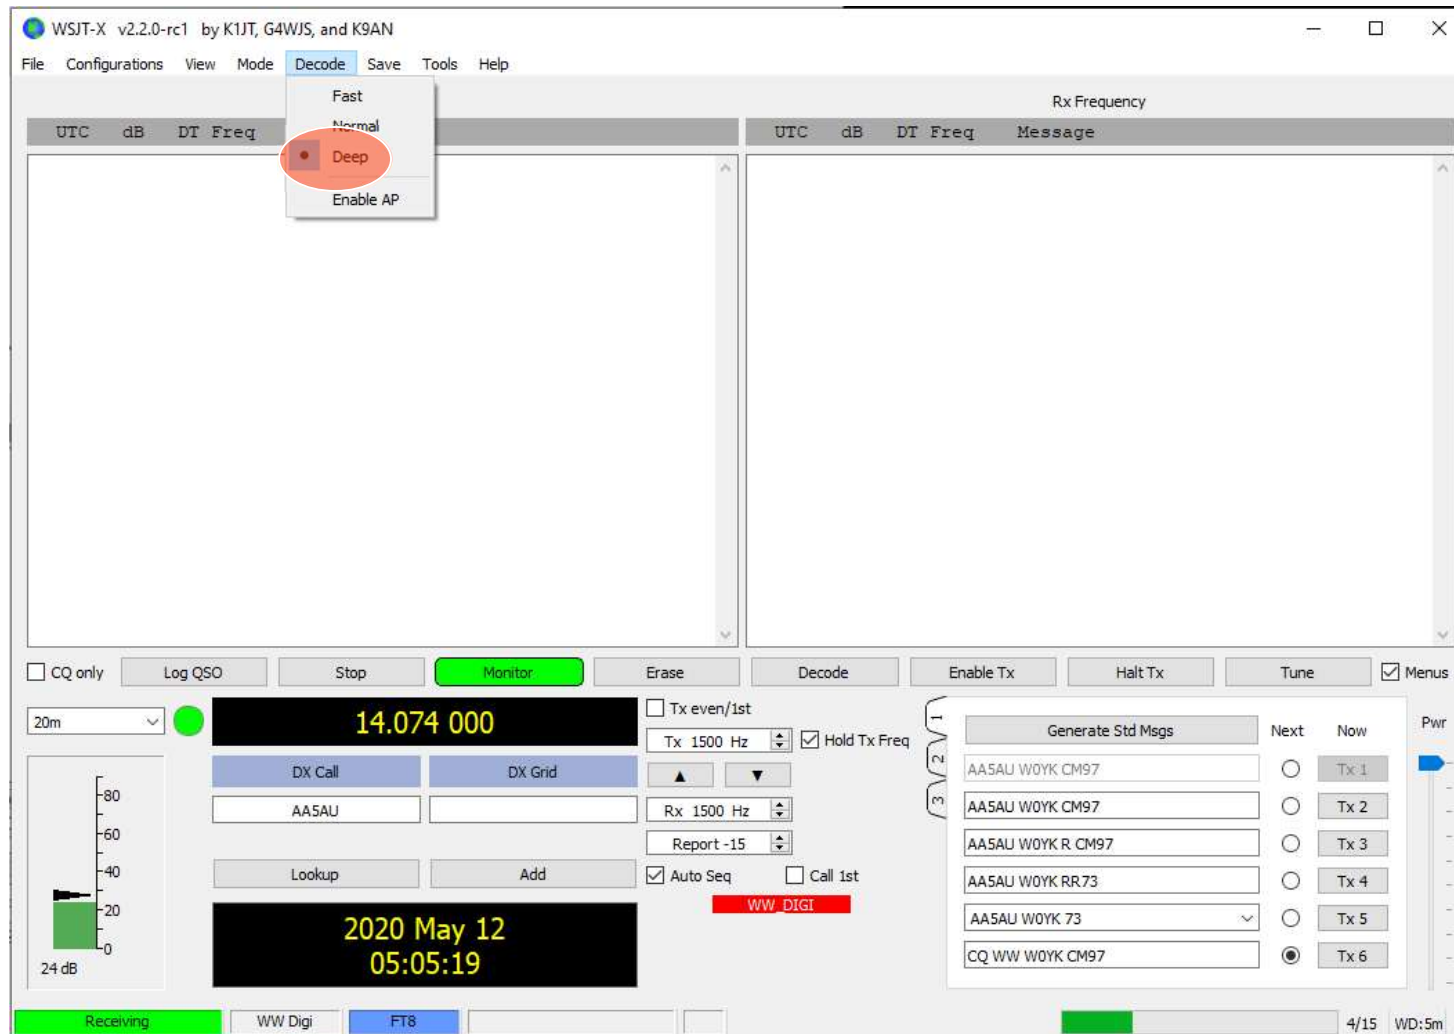 WSJT-X v2.2.0-rc1 by K1JT, G4WJS, and K9AN
File Configurations View Mode Decode Save Tools Help
Fast
Normal
Deep
Enable AP
Rx Frequency
UTC dB DT Freq
UTC dB DT Freq Message
CQ only Log QSO Stop Monitor Erase Decode Enable Tx Halt Tx Tune Menus
20m
14.074 000
Tx even/1st
Tx 1500 Hz
Hold Tx Freq
DX Call DX Grid
AA5AU
Rx 1500 Hz
Report -15
Lookup Add
Auto Seq Call 1st
WW_DIGI
2020 May 12
05:05:19
80
60
40
20
0
24 dB
1
2
3
Generate Std Msgs Next Now Pwr
AA5AU W0YK CM97 Tx 1
AA5AU W0YK CM97 Tx 2
AA5AU W0YK R CM97 Tx 3
AA5AU W0YK RR73 Tx 4
AA5AU W0YK 73 Tx 5
CQ WW W0YK CM97 Tx 6
Receiving WW Digi FT8 4/15 WD:5m